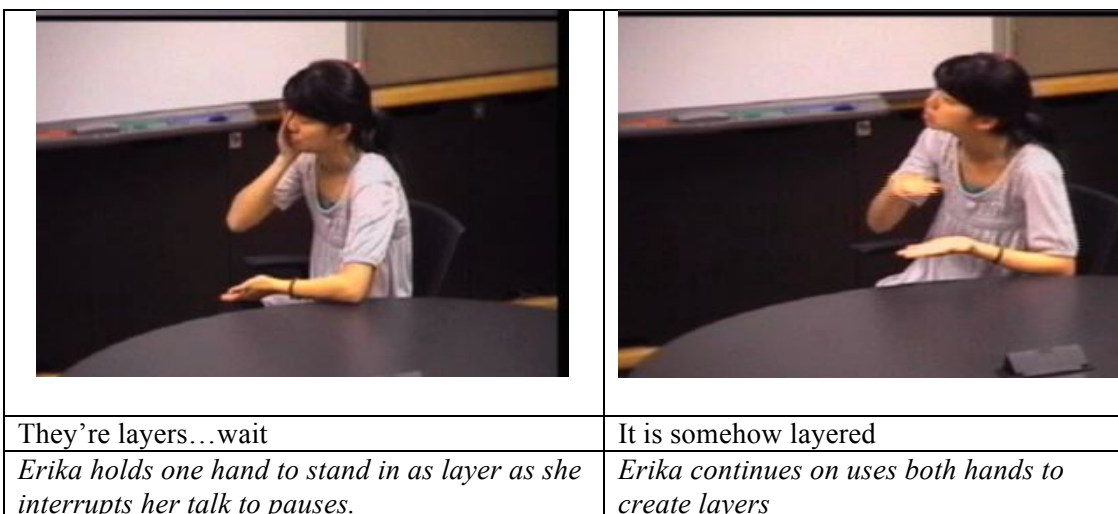 They're layers…wait
It is somehow layered
Erika holds one hand to stand in as layer as she
interrupts her talk to pauses.
Erika continues on uses both hands to
create layers